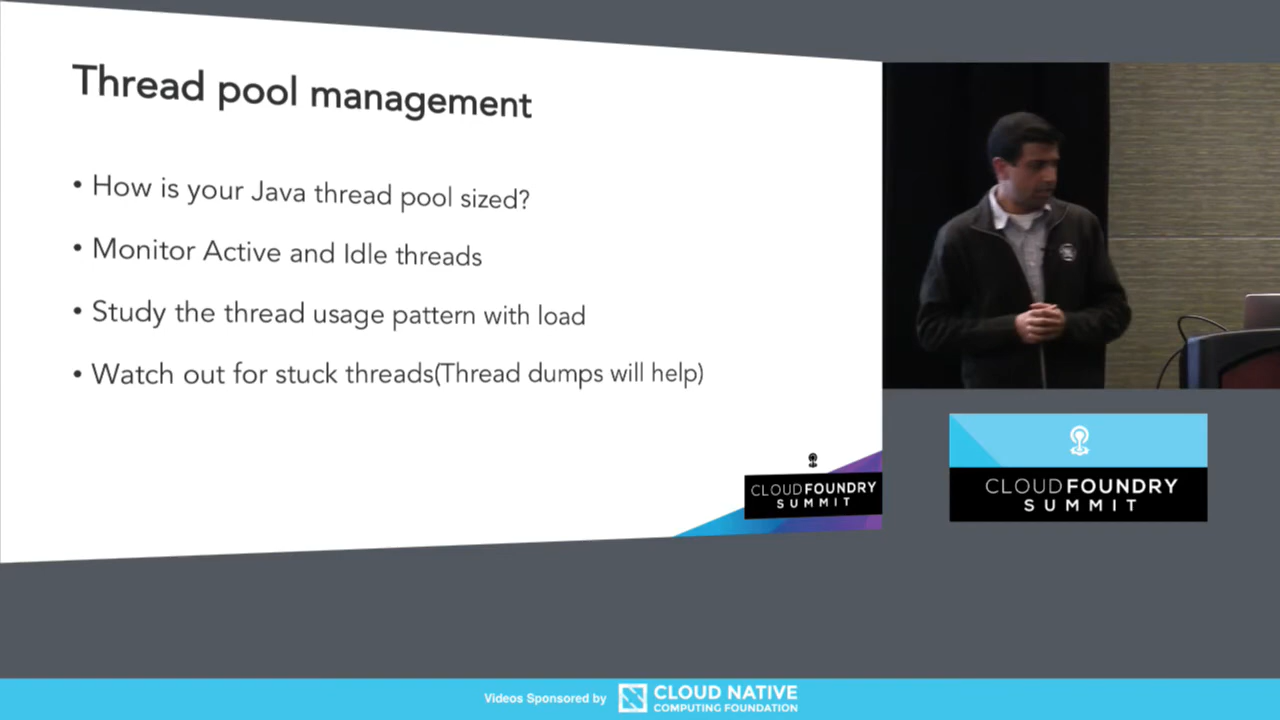 Thread pool management
• How is your Java thread pool sized?
• Monitor Active and Idle threads
• Study the thread usage pattern with load
• Watch out for stuck threads(Thread dumps will help)
CLOUDFOUNDRY
SUMMIT
CLOUDFOUNDRY
SUMMIT
Videos Sponsored by
CLOUD NATIVE
COMPUTING FOUNDATION